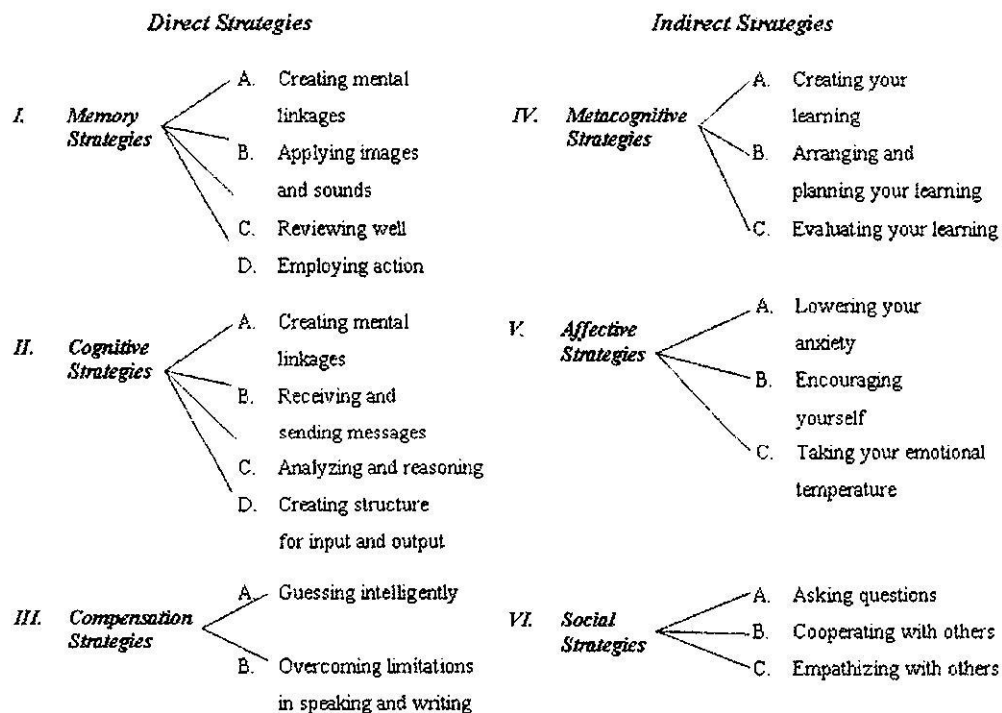 Direct Strategies
I. Memory Strategies
A. Creating mental
linkages
B. Applying images
and sounds
C. Reviewing well
D. Employing action
II. Cognitive Strategies
A. Creating mental
linkages
B. Receiving and
sending messages
C. Analyzing and reasoning
D. Creating structure
for input and output
III. Compensation Strategies
A. Guessing intelligently
B. Overcoming limitations
in speaking and writing
Indirect Strategies
IV. Metacognitive Strategies
A. Creating your
learning
B. Arranging and
planning your learning
C. Evaluating your learning
V. Affective Strategies
A. Lowering your
anxiety
B. Encouraging
yourself
C. Taking your emotional
temperature
VI. Social Strategies
A. Asking questions
B. Cooperating with others
C. Empathizing with others